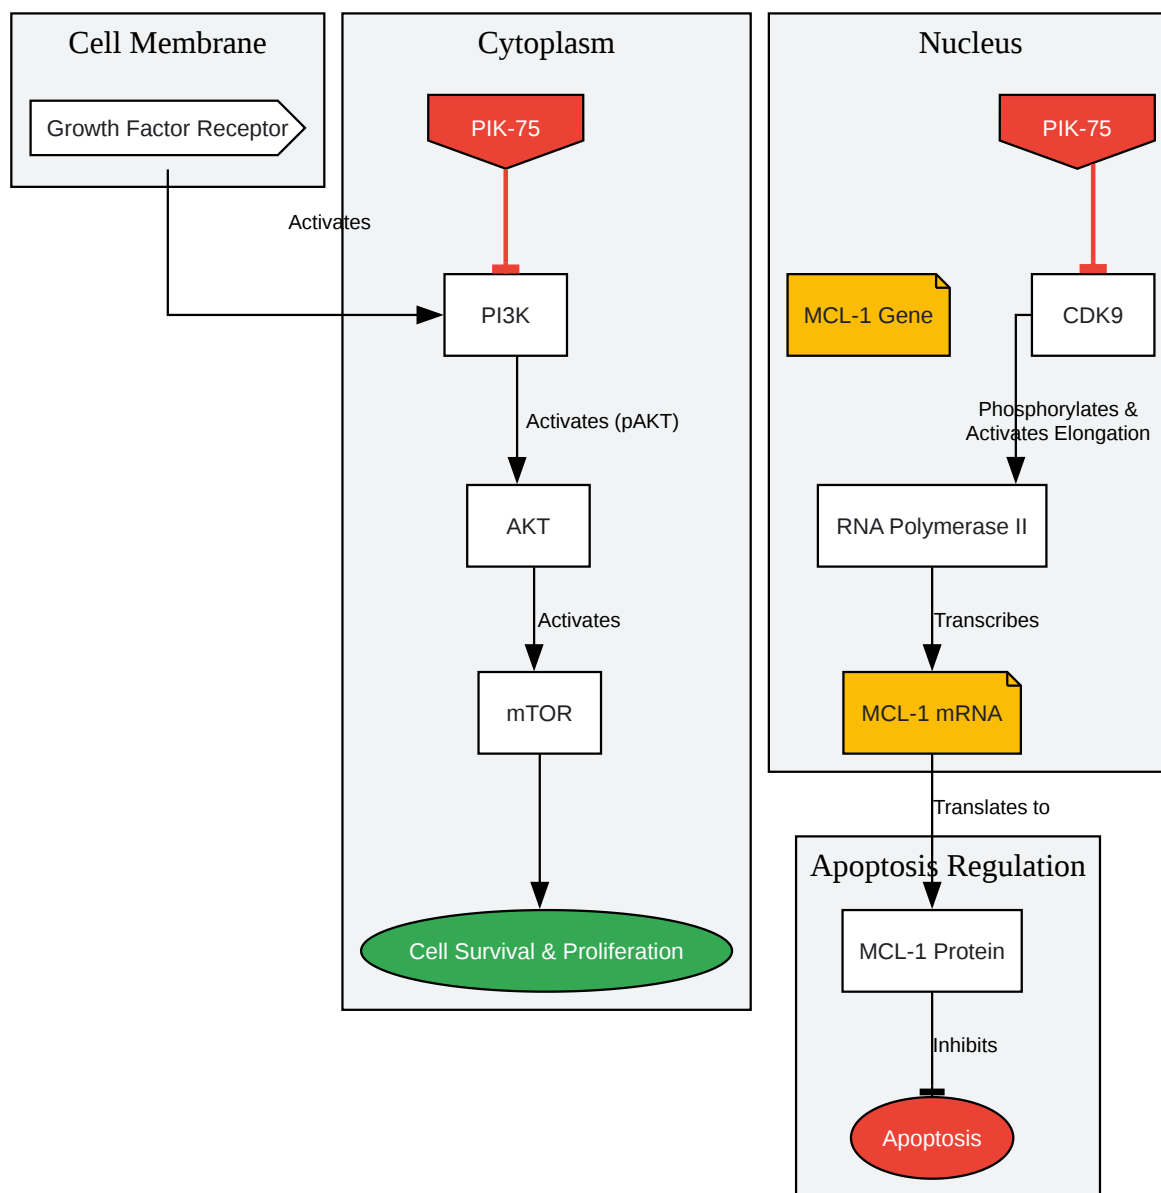 Cell Membrane
Growth Factor Receptor
Activates
Cytoplasm
PIK-75
PI3K
Activates (pAKT)
AKT
Activates
mTOR
Cell Survival & Proliferation
Nucleus
PIK-75
MCL-1 Gene
CDK9
Phosphorylates &
Activates Elongation
RNA Polymerase II
Transcribes
MCL-1 mRNA
Translates to
Apoptosis Regulation
MCL-1 Protein
Inhibits
Apoptosis